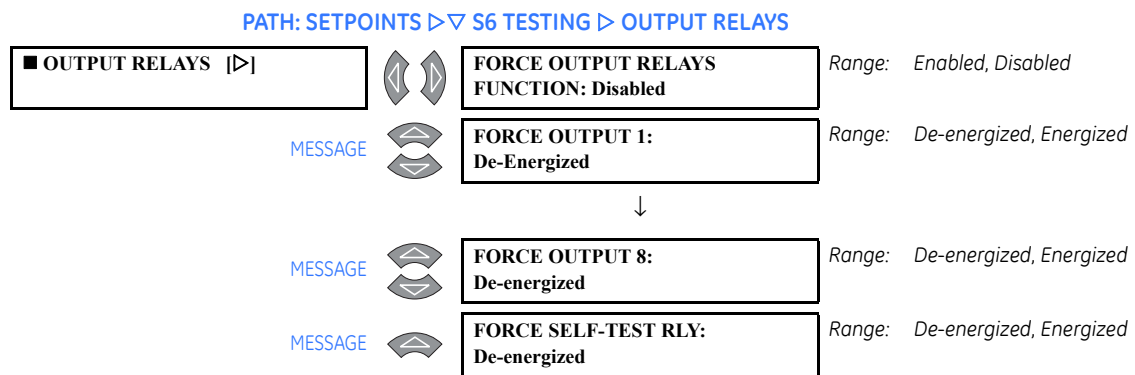 PATH: SETPOINTS ▷▽ S6 TESTING ▷ OUTPUT RELAYS
■ OUTPUT RELAYS [▷]
FORCE OUTPUT RELAYS
FUNCTION: Disabled
Range: Enabled, Disabled
MESSAGE
FORCE OUTPUT 1:
De-Energized
Range: De-energized, Energized
↓
MESSAGE
FORCE OUTPUT 8:
De-energized
Range: De-energized, Energized
MESSAGE
FORCE SELF-TEST RLY:
De-energized
Range: De-energized, Energized